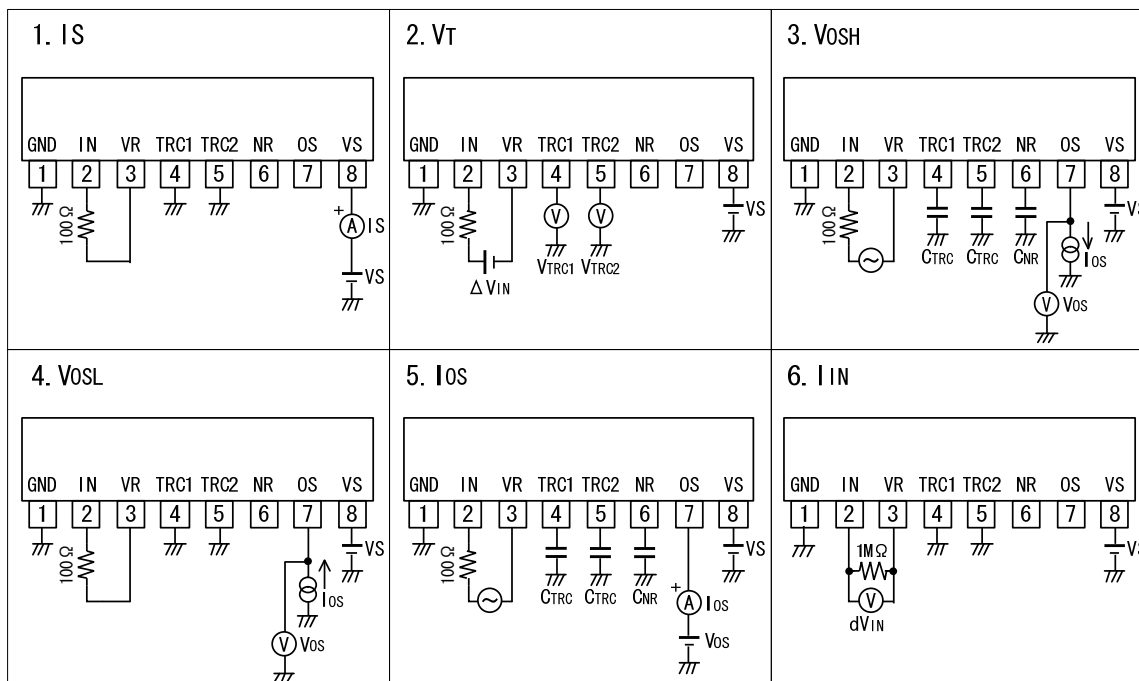 1. IS
GND IN VR TRC1 TRC2 NR OS VS
1 2 3 4 5 6 7 8
100Ω
+
A IS
VS
2. VT
GND IN VR TRC1 TRC2 NR OS VS
1 2 3 4 5 6 7 8
100Ω
V V
VTRC1 VTRC2
ΔVIN
VS
3. VOSH
GND IN VR TRC1 TRC2 NR OS VS
1 2 3 4 5 6 7 8
VS
100Ω
CTRC CTRC CNR
IOS
V VOS
4. VOSL
GND IN VR TRC1 TRC2 NR OS VS
1 2 3 4 5 6 7 8
VS
100Ω
IOS
V VOS
5. IOS
GND IN VR TRC1 TRC2 NR OS VS
1 2 3 4 5 6 7 8
VS
100Ω
CTRC CTRC CNR
+
A IOS
VOS
6. IIN
GND IN VR TRC1 TRC2 NR OS VS
1 2 3 4 5 6 7 8
VS
1MΩ
V
dVIN